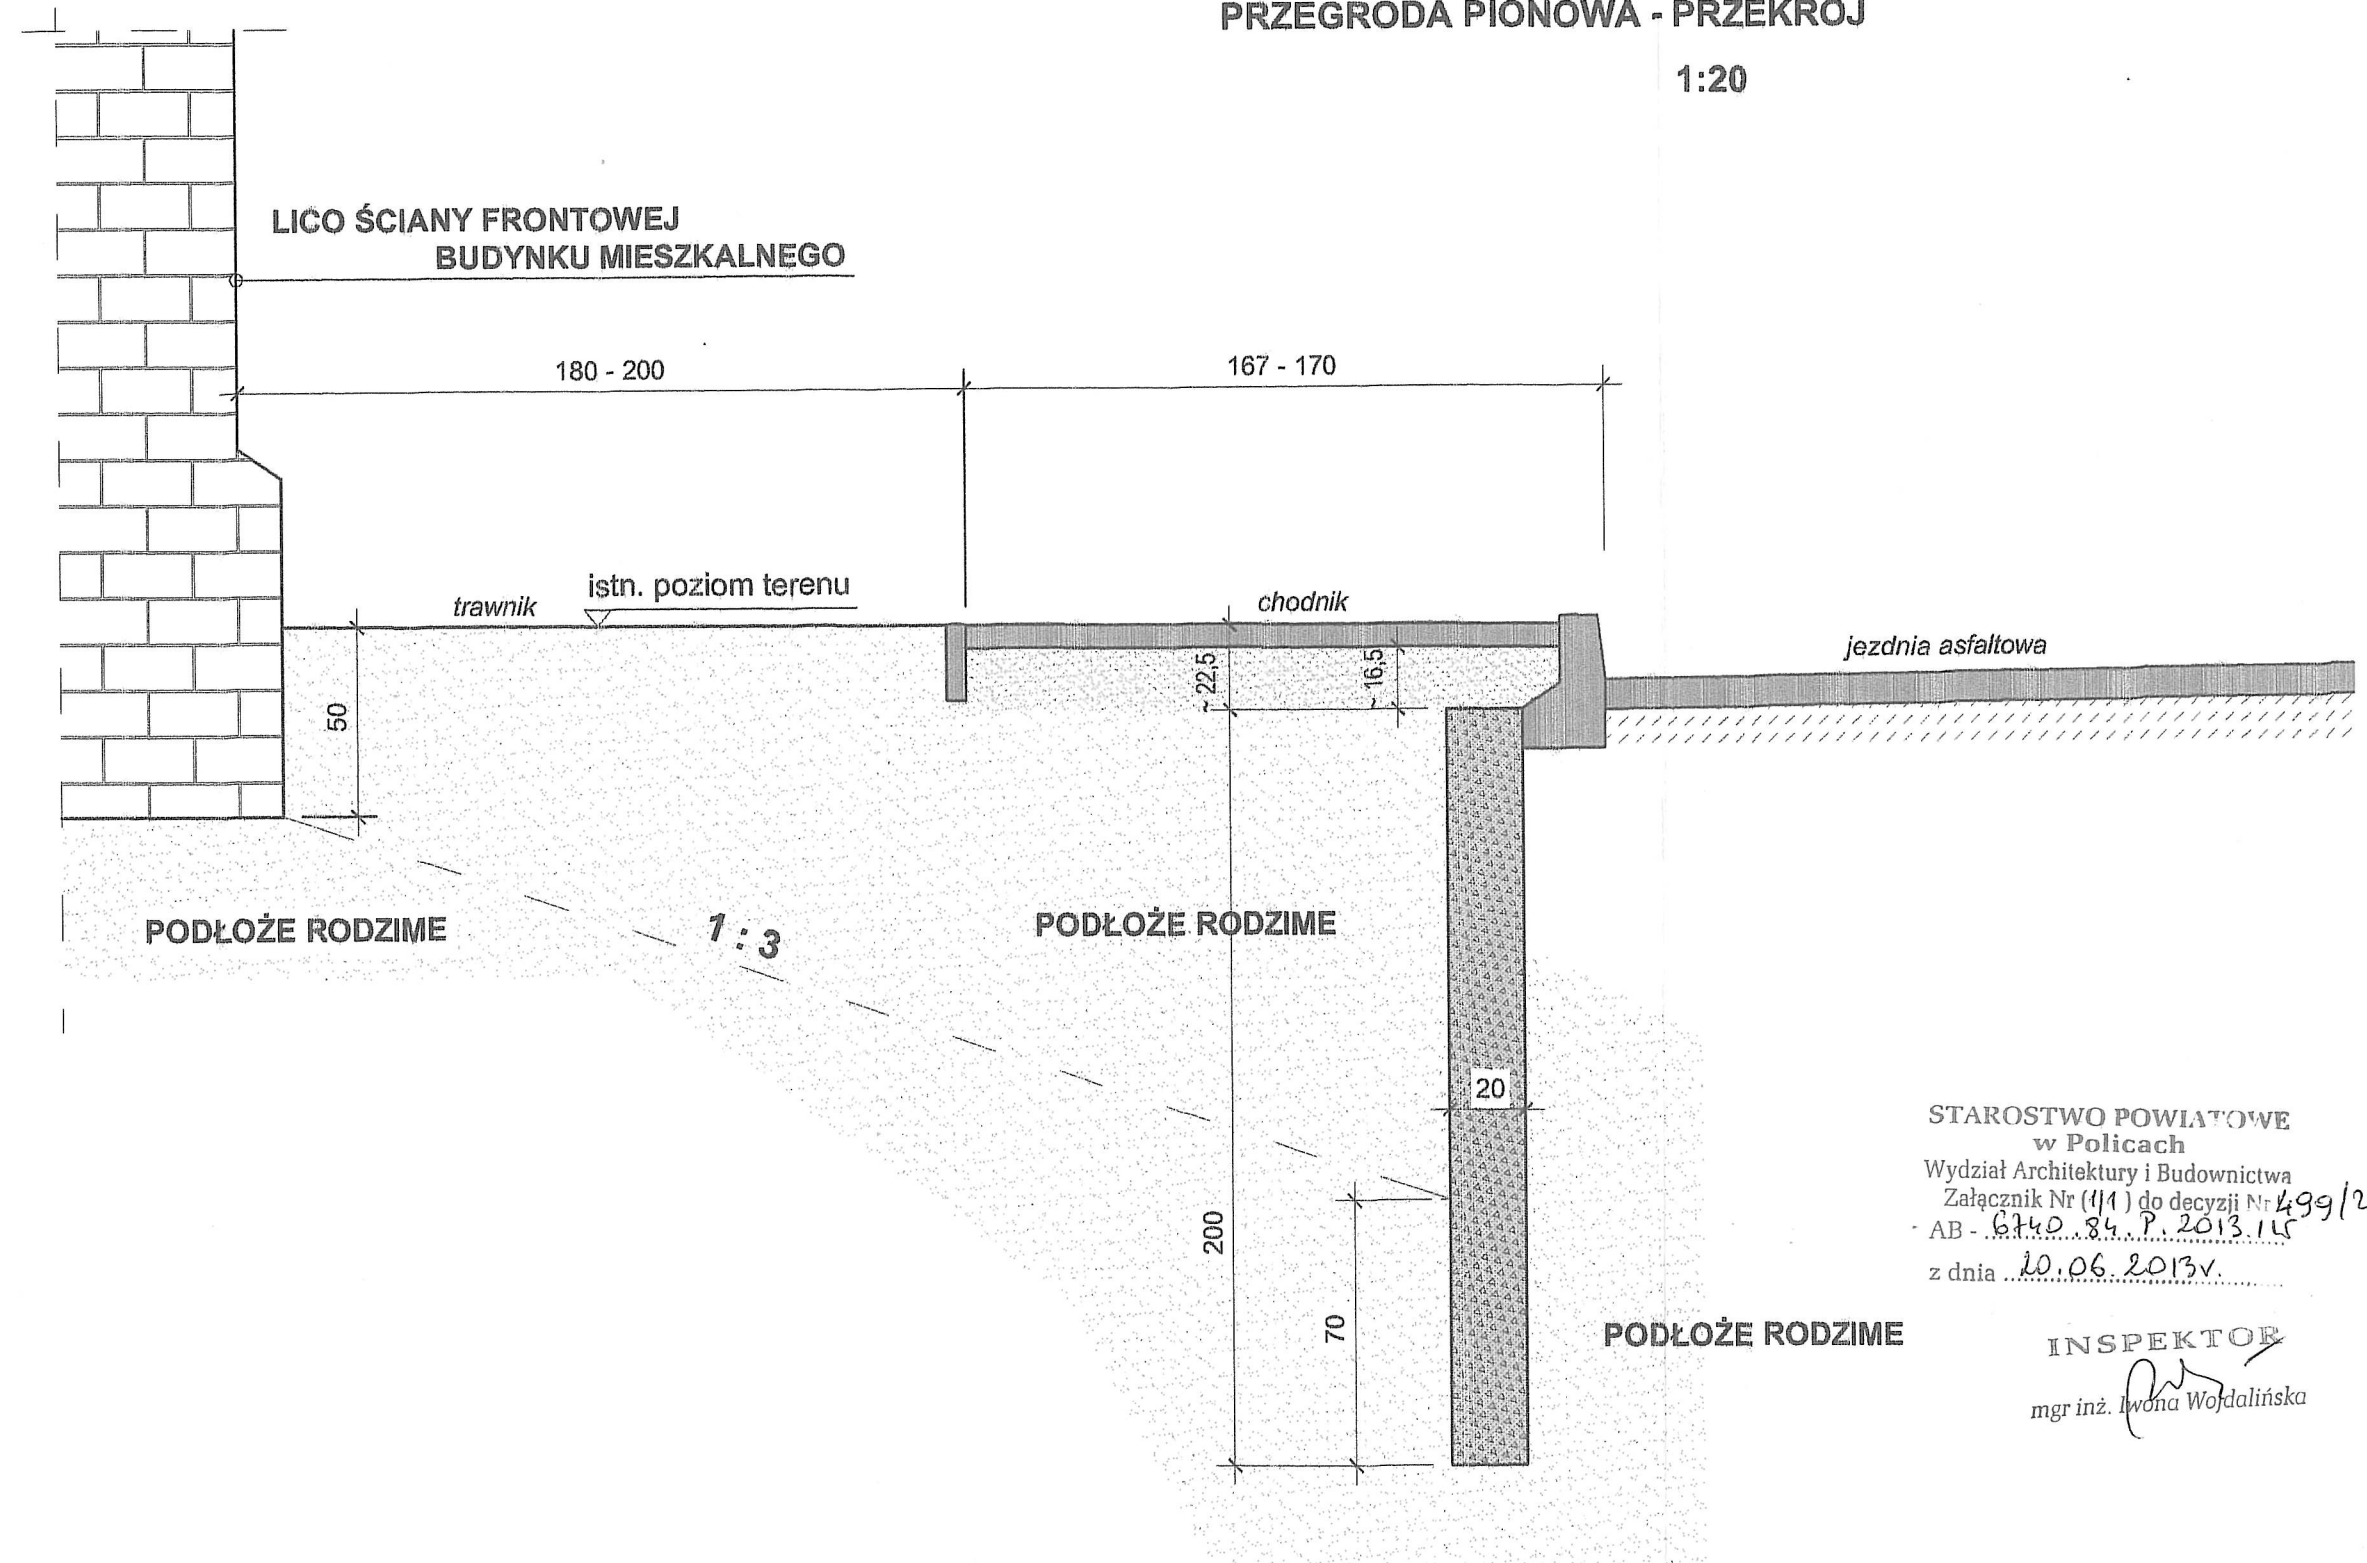 PRZEGRODA PIONOWA - PRZEKRÓJ
1:20
LICO ŚCIANY FRONTOWEJ
BUDYNKU MIESZKALNEGO
180 - 200
167 - 170
trawnik
istn. poziom terenu
chodnik
jezdnia asfaltowa
50
~ 22,5
~ 16,5
PODŁOŻE RODZIME
1 : 3
PODŁOŻE RODZIME
20
200
70
PODŁOŻE RODZIME
STAROSTWO POWIATOWE
w Policach
Wydział Architektury i Budownictwa
Załącznik Nr (1/1) do decyzji Nr 499/2
AB - 6740.84.P.2013.IW
z dnia 20.06.2013r.
INSPEKTOR
mgr inż. Iwona Wojdalińska